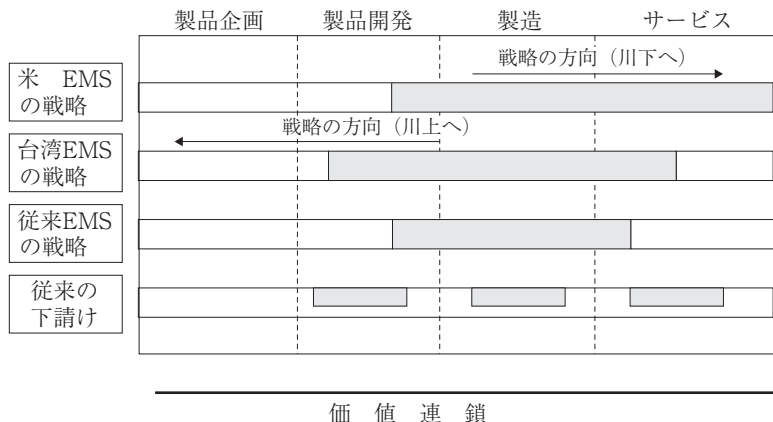 製品企画 製品開発 製造 サービス
戦略の方向（川下へ）
米　EMS
の戦略
戦略の方向（川上へ）
台湾EMS
の戦略
従来EMS
の戦略
従来の
下請け
価　値　連　鎖